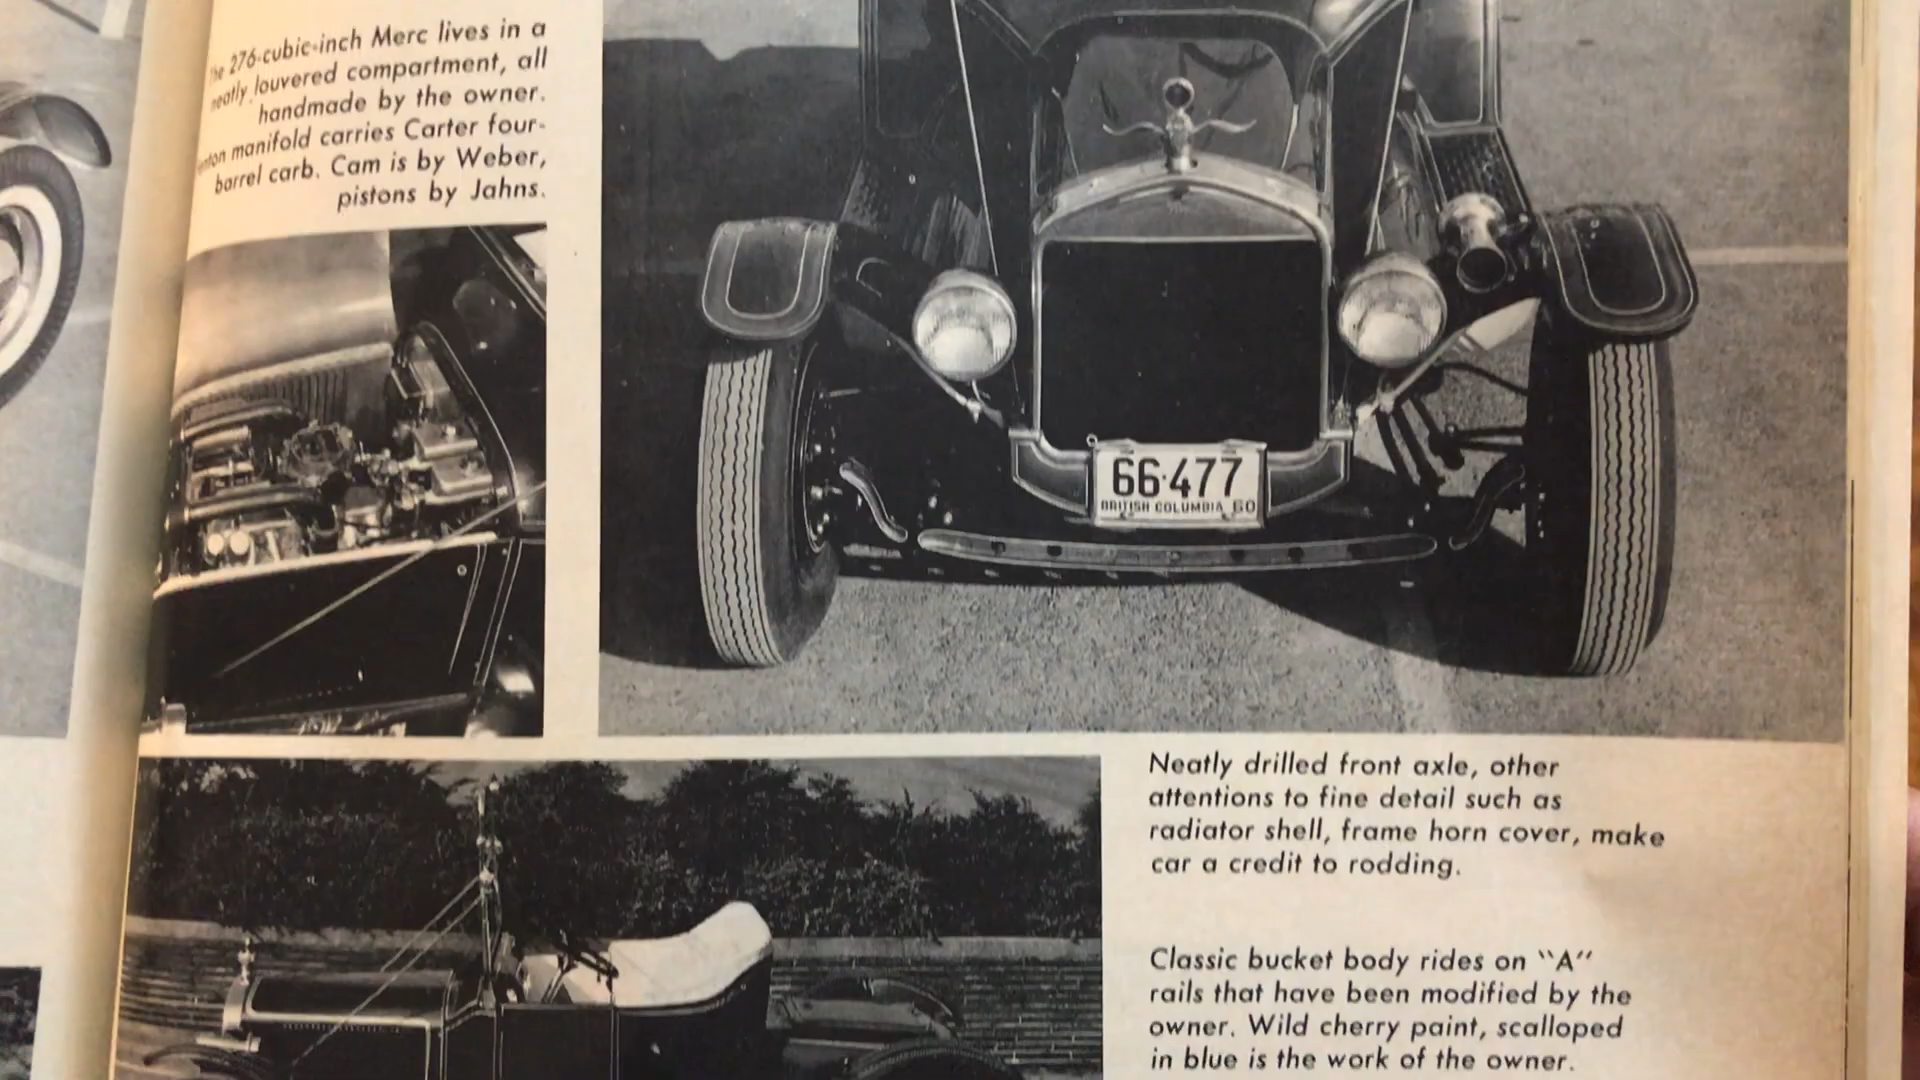 276-cubic-inch Merc lives in a
neatly louvered compartment, all
handmade by the owner.
manifold carries Carter four-
barrel carb. Cam is by Weber,
pistons by Jahns.
66·477
BRITISH COLUMBIA 60
Neatly drilled front axle, other
attentions to fine detail such as
radiator shell, frame horn cover, make
car a credit to rodding.
Classic bucket body rides on "A"
rails that have been modified by the
owner. Wild cherry paint, scalloped
in blue is the work of the owner.